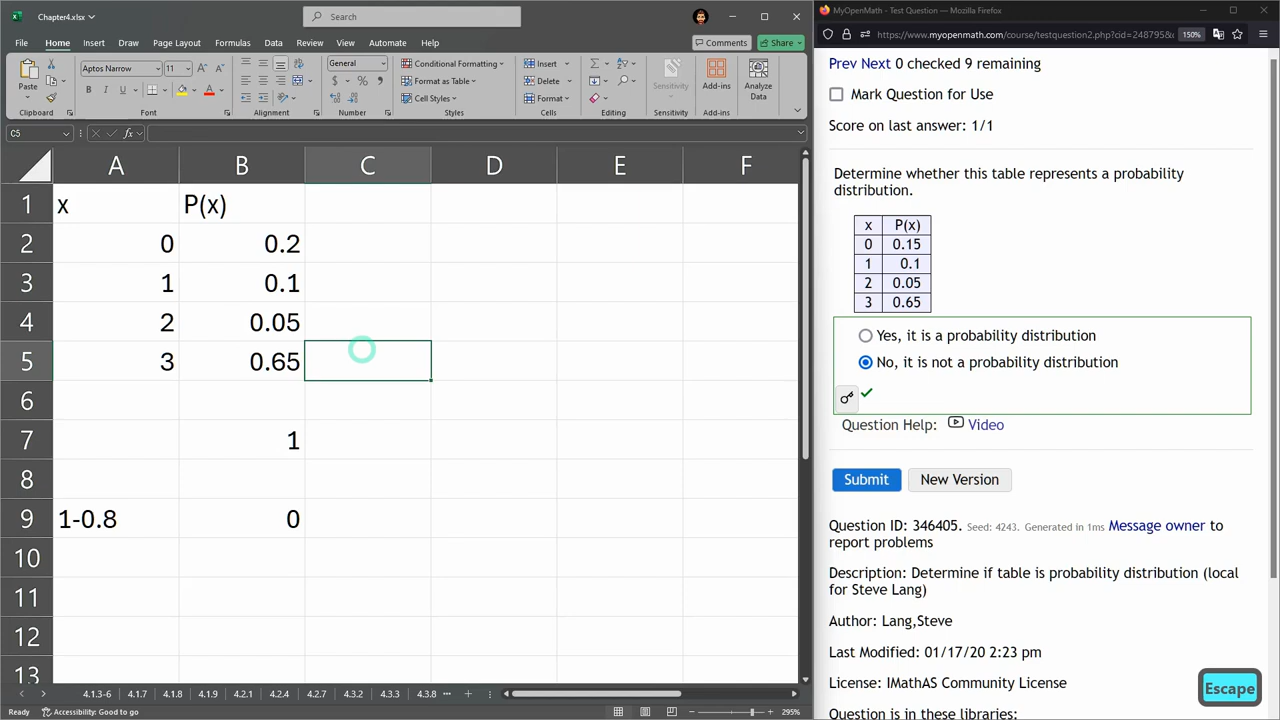 Chapter4.xlsx
Search
File Home Insert Draw Page Layout Formulas Data Review View Automate Help
Comments
Share
Paste
Clipboard
Aptos Narrow 11
B
Font
Alignment
General
Number
Conditional Formatting
Format as Table
Cell Styles
Styles
Insert
Delete
Format
Cells
Editing
Sensitivity
Sensitivity
Add-ins
Add-ins
Analyze
Data
C5
fx
A B C D E F
1 x P(x)
2 0 0.2
3 1 0.1
4 2 0.05
5 3 0.65
6
7 1
8
9 1-0.8 0
10
11
12
13
4.1.3-6 4.1.7 4.1.8 4.1.9 4.2.1 4.2.4 4.2.7 4.3.2 4.3.3 4.3.8
Ready
Accessibility: Good to go
295%
MyOpenMath — Test Question — Mozilla Firefox
https://www.myopenmath.com/course/testquestion2.php?cid=248795&
150%
Prev Next 0 checked 9 remaining
Mark Question for Use
Score on last answer: 1/1
Determine whether this table represents a probability
distribution.
x P(x)
0 0.15
1 0.1
2 0.05
3 0.65
Yes, it is a probability distribution
No, it is not a probability distribution
Question Help: Video
Submit
New Version
Question ID: 346405. Seed: 4243. Generated in 1ms Message owner to
report problems
Description: Determine if table is probability distribution (local
for Steve Lang)
Author: Lang,Steve
Last Modified: 01/17/20 2:23 pm
License: IMathAS Community License
Question is in these libraries:
Escape